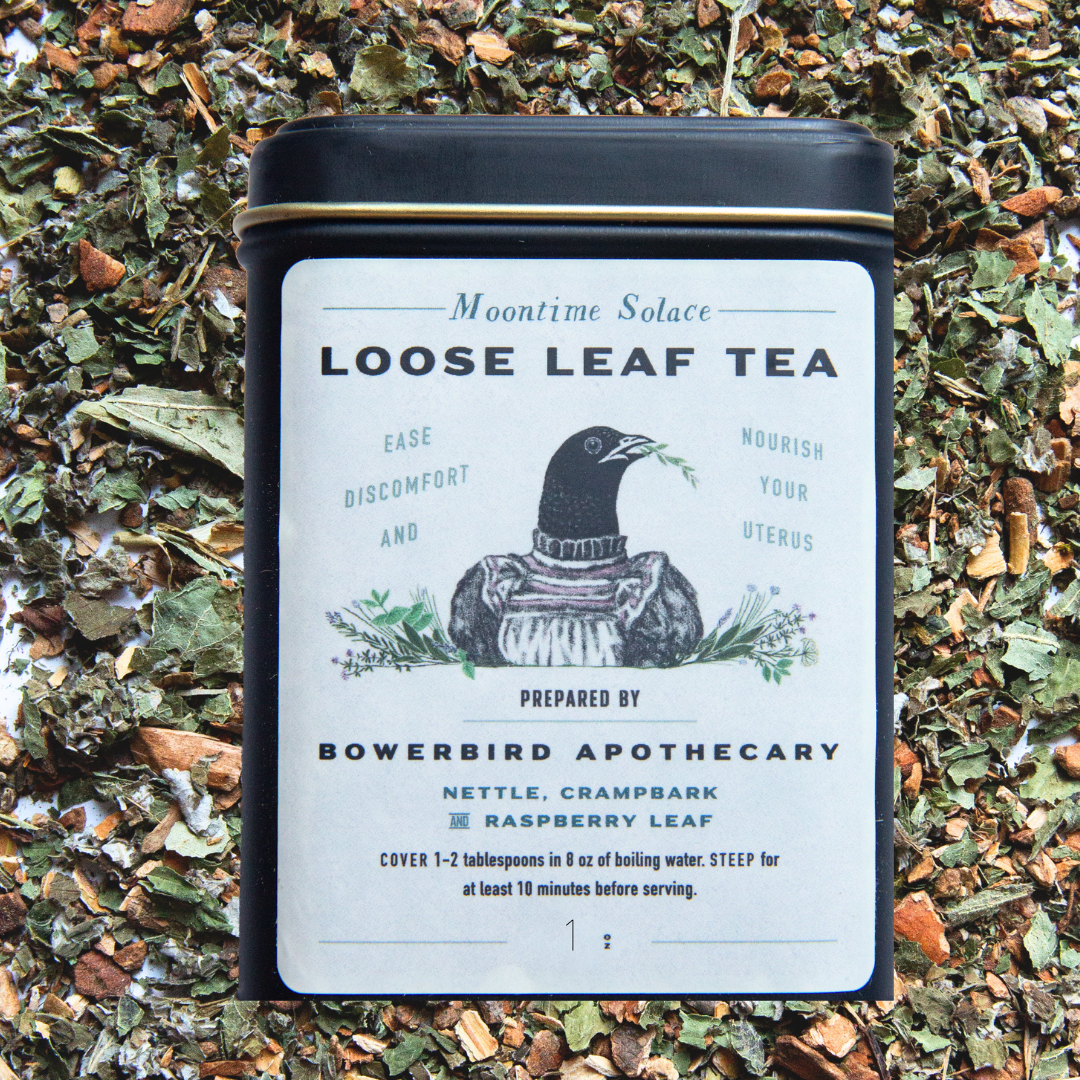 Moontime Solace
LOOSE LEAF TEA
EASE
DISCOMFORT
AND
NOURISH
YOUR
UTERUS
PREPARED BY
BOWERBIRD APOTHECARY
NETTLE, CRAMPBARK
AND RASPBERRY LEAF
COVER 1-2 tablespoons in 8 oz of boiling water. STEEP for
at least 10 minutes before serving.
1 oz